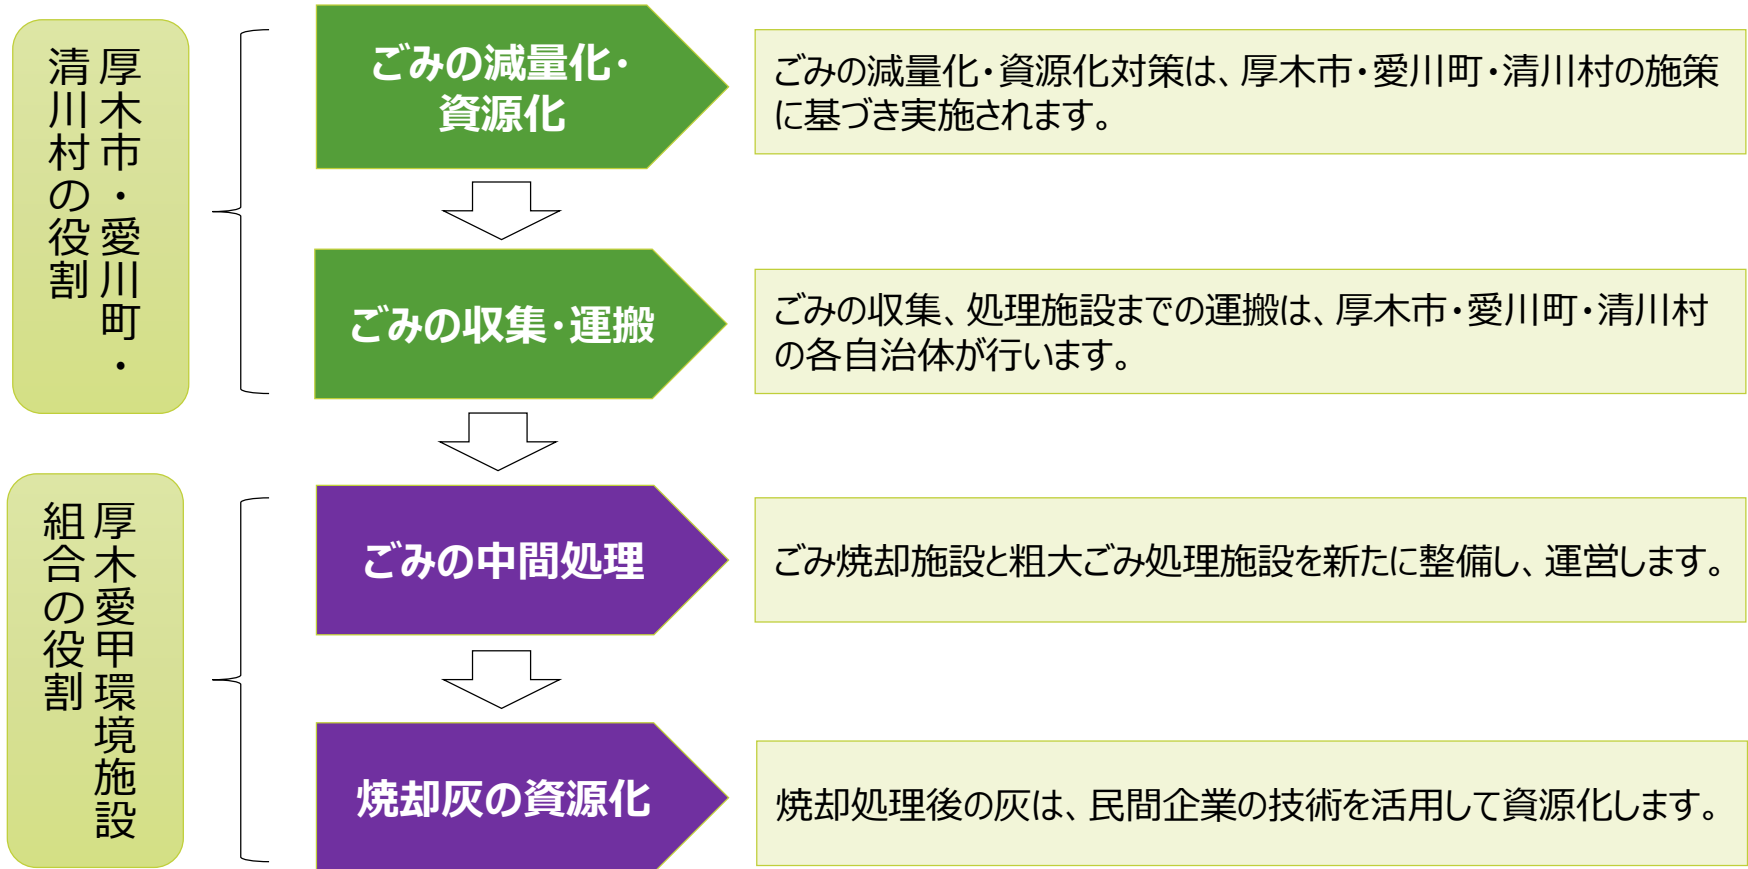 厚木市・愛川町・
清川村の役割
ごみの減量化・
資源化
ごみの減量化・資源化対策は、厚木市・愛川町・清川村の施策
に基づき実施されます。
ごみの収集・運搬
ごみの収集、処理施設までの運搬は、厚木市・愛川町・清川村
の各自治体が行います。
厚木愛甲環境施設
組合の役割
ごみの中間処理
ごみ焼却施設と粗大ごみ処理施設を新たに整備し、運営します。
焼却灰の資源化
焼却処理後の灰は、民間企業の技術を活用して資源化します。